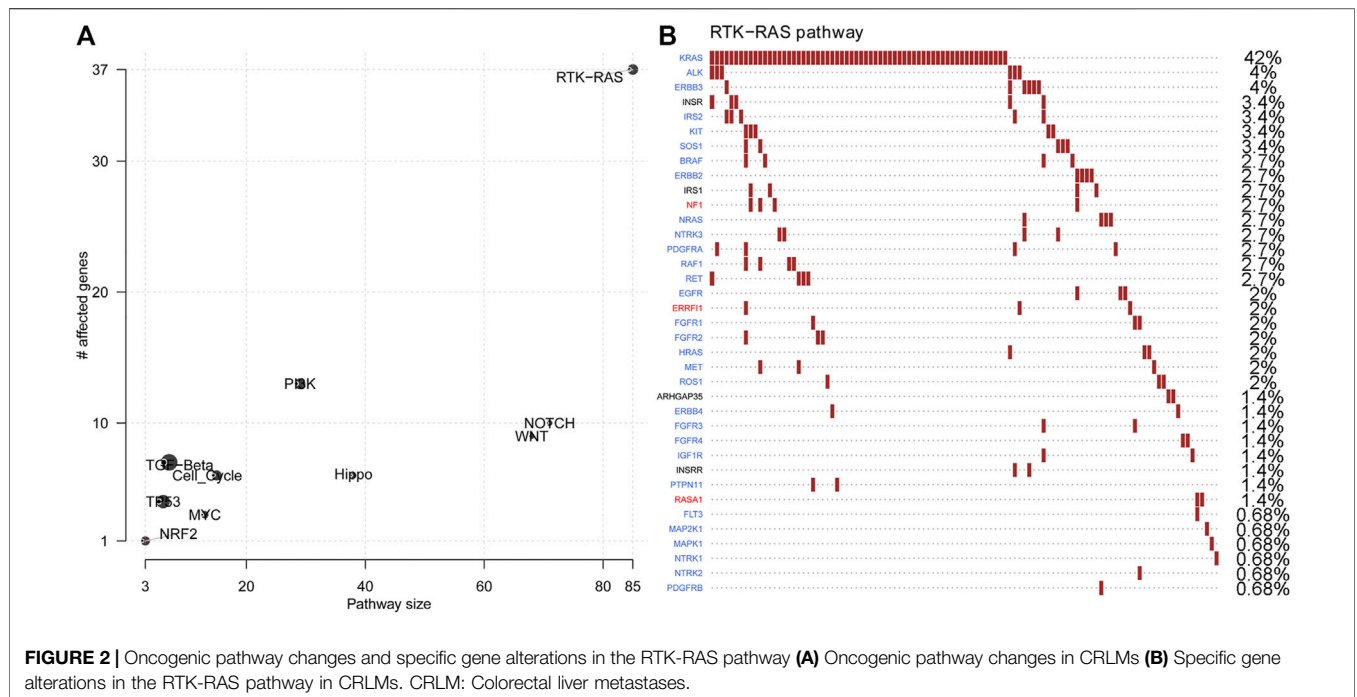 A
37
30
20
10
1
# affected genes
RTK−RAS
PI3K
NOTCH
WNT
TGF−Beta
Cell_Cycle
Hippo
TP53
MYC
NRF2
3
20
40
60
80
85
Pathway size
B
RTK−RAS pathway
KRAS 42%
ALK 4%
ERBB3 4%
INSR 3.4%
IRS2 3.4%
KIT 3.4%
SOS1 3.4%
BRAF 2.7%
ERBB2 2.7%
IRS1 2.7%
NF1 2.7%
NRAS 2.7%
NTRK3 2.7%
PDGFRA 2.7%
RAF1 2.7%
RET 2.7%
EGFR 2%
ERRFI1 2%
FGFR1 2%
FGFR2 2%
HRAS 2%
MET 2%
ROS1 2%
ARHGAP35 1.4%
ERBB4 1.4%
FGFR3 1.4%
FGFR4 1.4%
IGF1R 1.4%
INSRR 1.4%
PTPN11 1.4%
RASA1 1.4%
FLT3 0.68%
MAP2K1 0.68%
MAPK1 0.68%
NTRK1 0.68%
NTRK2 0.68%
PDGFRB 0.68%
FIGURE 2 | Oncogenic pathway changes and specific gene alterations in the RTK-RAS pathway (A) Oncogenic pathway changes in CRLMs (B) Specific gene
alterations in the RTK-RAS pathway in CRLMs. CRLM: Colorectal liver metastases.